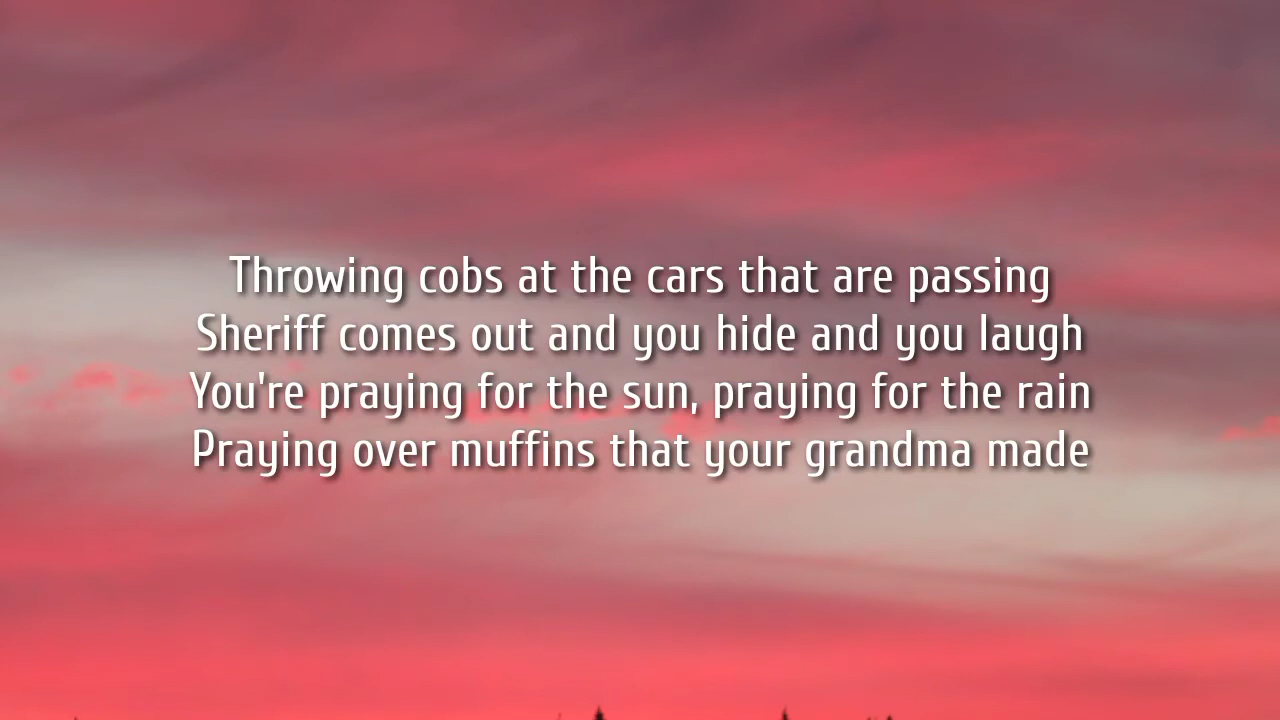 Throwing cobs at the cars that are passing
Sheriff comes out and you hide and you laugh
You're praying for the sun, praying for the rain
Praying over muffins that your grandma made